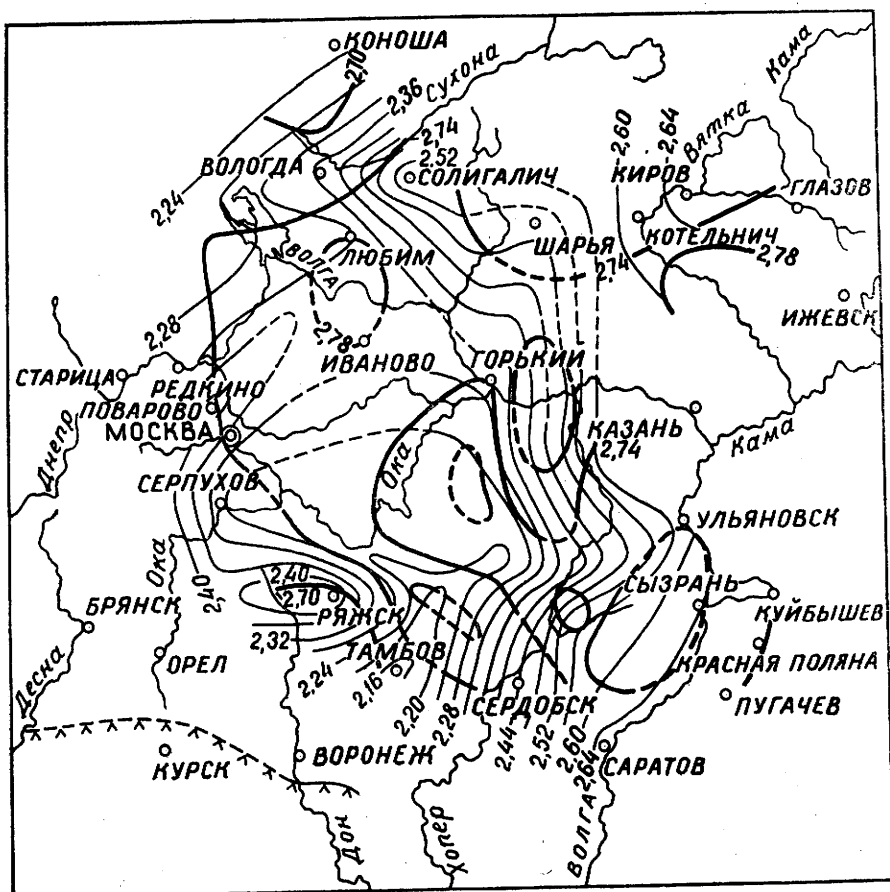 КОНОША
2,70
2,36
Сухона
Кама
2,74
2.52
2,60
2,64
Вятка
ВОЛОГДА
СОЛИГАЛИЧ
КИРОВ
ГЛАЗОВ
2,24
ШАРЬЯ
КОТЕЛЬНИЧ
ВОЛГА
ЛЮБИМ
2,74
2,78
2,28
2,78
ИЖЕВСК
СТАРИЦА
ИВАНОВО
ГОРЬКИЙ
РЕДКИНО
ПОВАРОВО
МОСКВА
КАЗАНЬ
Кама
Днепр
Ока
2,74
СЕРПУХОВ
УЛЬЯНОВСК
Ока
2,40
2,40
2,70
РЯЖСК
СЫЗРАНЬ
БРЯНСК
КУЙБЫШЕВ
2,32
ТАМБОВ
ОРЕЛ
КРАСНАЯ ПОЛЯНА
Десна
2,24
2,16
СЕРДОБСК
ПУГАЧЕВ
2,20
2,28
2,44
2,52
2,60
2,64
КУРСК
ВОРОНЕЖ
САРАТОВ
Дон
Хопер
ВОЛГА